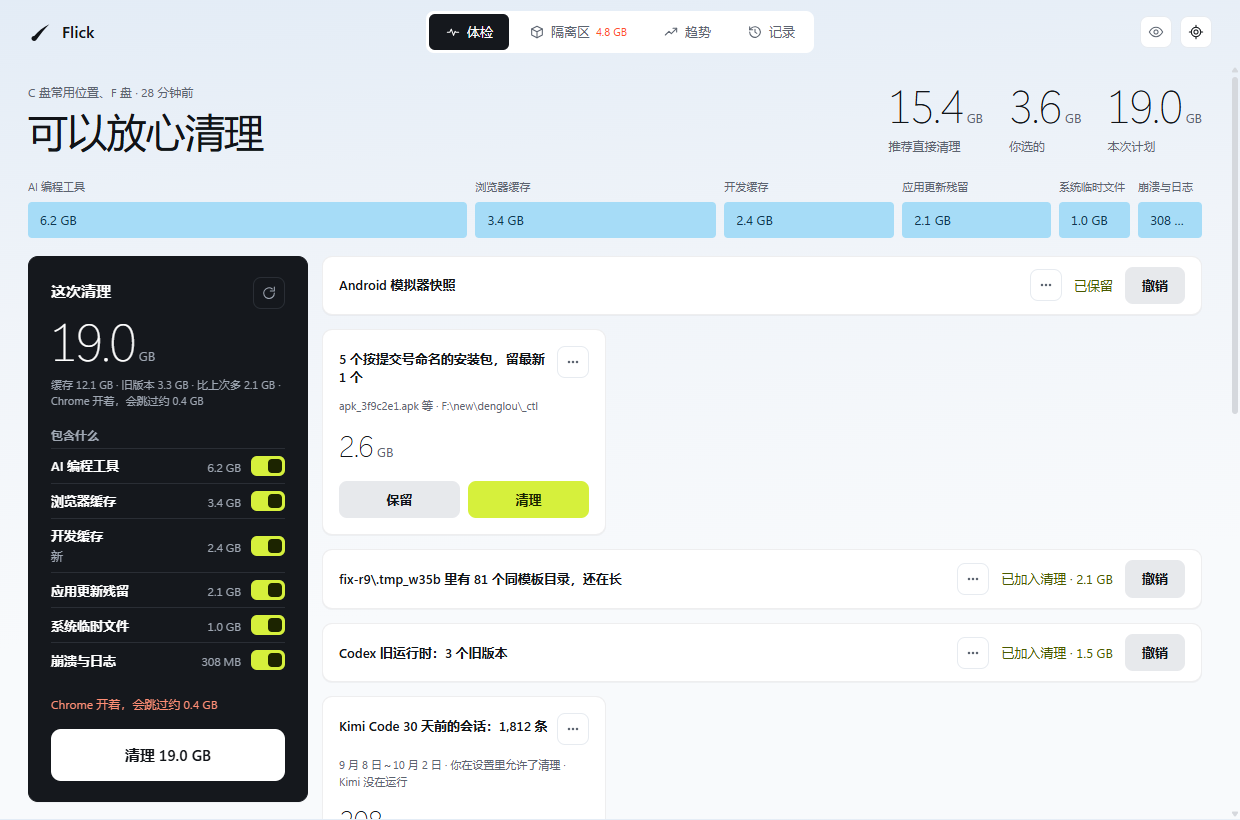 Flick
体检
隔离区 4.8 GB
趋势
记录
C 盘常用位置、F 盘 · 28 分钟前
可以放心清理
15.4 GB
推荐直接清理
3.6 GB
你选的
19.0 GB
本次计划
AI 编程工具
6.2 GB
浏览器缓存
3.4 GB
开发缓存
2.4 GB
应用更新残留
2.1 GB
系统临时文件
1.0 GB
崩溃与日志
308 ...
这次清理
19.0 GB
缓存 12.1 GB · 旧版本 3.3 GB · 比上次多 2.1 GB ·
Chrome 开着，会跳过约 0.4 GB
包含什么
AI 编程工具 6.2 GB
浏览器缓存 3.4 GB
开发缓存 2.4 GB
新
应用更新残留 2.1 GB
系统临时文件 1.0 GB
崩溃与日志 308 MB
Chrome 开着，会跳过约 0.4 GB
清理 19.0 GB
Android 模拟器快照
已保留
撤销
5 个按提交号命名的安装包，留最新
1 个
apk_3f9c2e1.apk 等 · F:\new\denglou\_ctl
2.6 GB
保留
清理
fix-r9\.tmp_w35b 里有 81 个同模板目录，还在长
已加入清理 · 2.1 GB
撤销
Codex 旧运行时：3 个旧版本
已加入清理 · 1.5 GB
撤销
Kimi Code 30 天前的会话：1,812 条
9 月 8 日 ~ 10 月 2 日 · 你在设置里允许了清理 ·
Kimi 没在运行